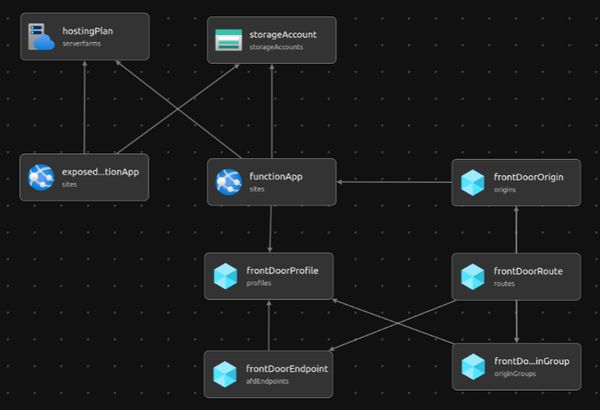 hostingPlan
serverfarms
storageAccount
storageAccounts
exposed...tionApp
sites
functionApp
sites
frontDoorOrigin
origins
frontDoorProfile
profiles
frontDoorRoute
routes
frontDoorEndpoint
afdEndpoints
frontDo...inGroup
originGroups